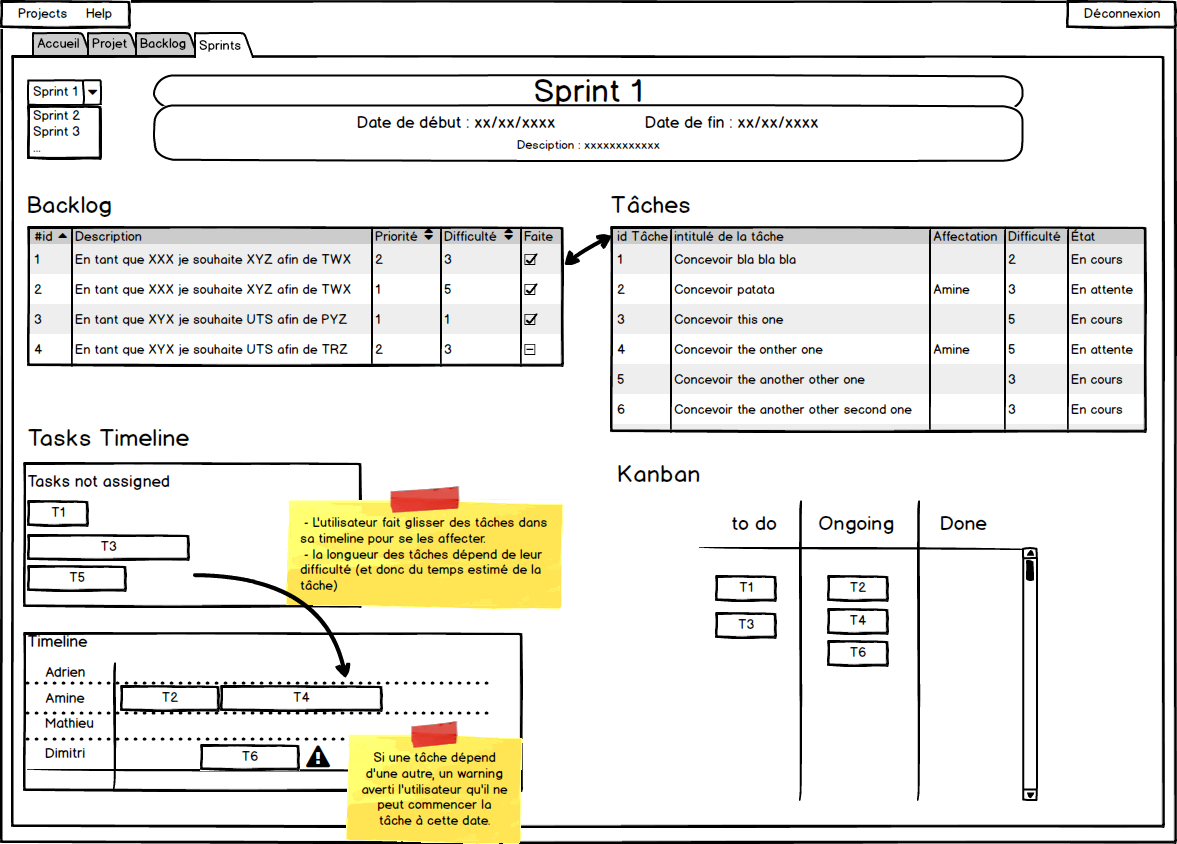 Projects Help
Déconnexion
Accueil Projet Backlog Sprints
Sprint 1
Sprint 2
Sprint 3
...
Sprint 1
Date de début : xx/xx/xxxx Date de fin : xx/xx/xxxx
Desciption : xxxxxxxxxxxx
Backlog
#id Description Priorité Difficulté Faite
1 En tant que XXX je souhaite XYZ afin de TWX 2 3
2 En tant que XXX je souhaite XYZ afin de TWX 1 5
3 En tant que XYX je souhaite UTS afin de PYZ 1 1
4 En tant que XYX je souhaite UTS afin de TRZ 2 3
Tâches
id Tâche intitulé de la tâche Affectation Difficulté État
1 Concevoir bla bla bla 2 En cours
2 Concevoir patata Amine 3 En attente
3 Concevoir this one 5 En cours
4 Concevoir the onther one Amine 5 En attente
5 Concevoir the another other one 3 En cours
6 Concevoir the another other second one 3 En cours
Tasks Timeline
Tasks not assigned
T1
T3
T5
- L'utilisateur fait glisser des tâches dans
sa timeline pour se les affecter.
- la longueur des tâches dépend de leur
difficulté (et donc du temps estimé de la
tâche)
Timeline
Adrien
Amine T2 T4
Mathieu
Dimitri T6
Si une tâche dépend
d'une autre, un warning
averti l'utilisateur qu'il ne
peut commencer la
tâche à cette date.
Kanban
to do Ongoing Done
T1 T2
T3 T4
T6